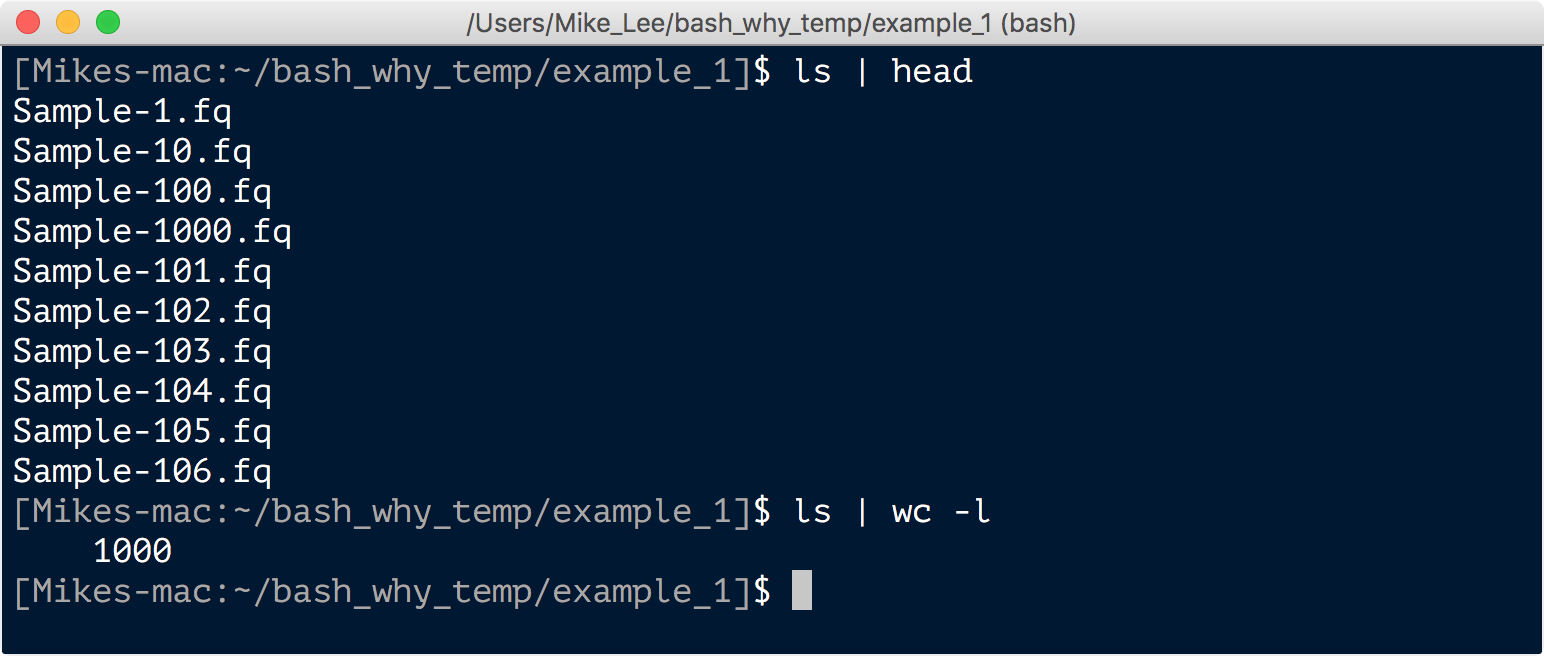 /Users/Mike_Lee/bash_why_temp/example_1 (bash)
[Mikes-mac:~/bash_why_temp/example_1]$ ls | head
Sample-1.fq
Sample-10.fq
Sample-100.fq
Sample-1000.fq
Sample-101.fq
Sample-102.fq
Sample-103.fq
Sample-104.fq
Sample-105.fq
Sample-106.fq
[Mikes-mac:~/bash_why_temp/example_1]$ ls | wc -l
    1000
[Mikes-mac:~/bash_why_temp/example_1]$